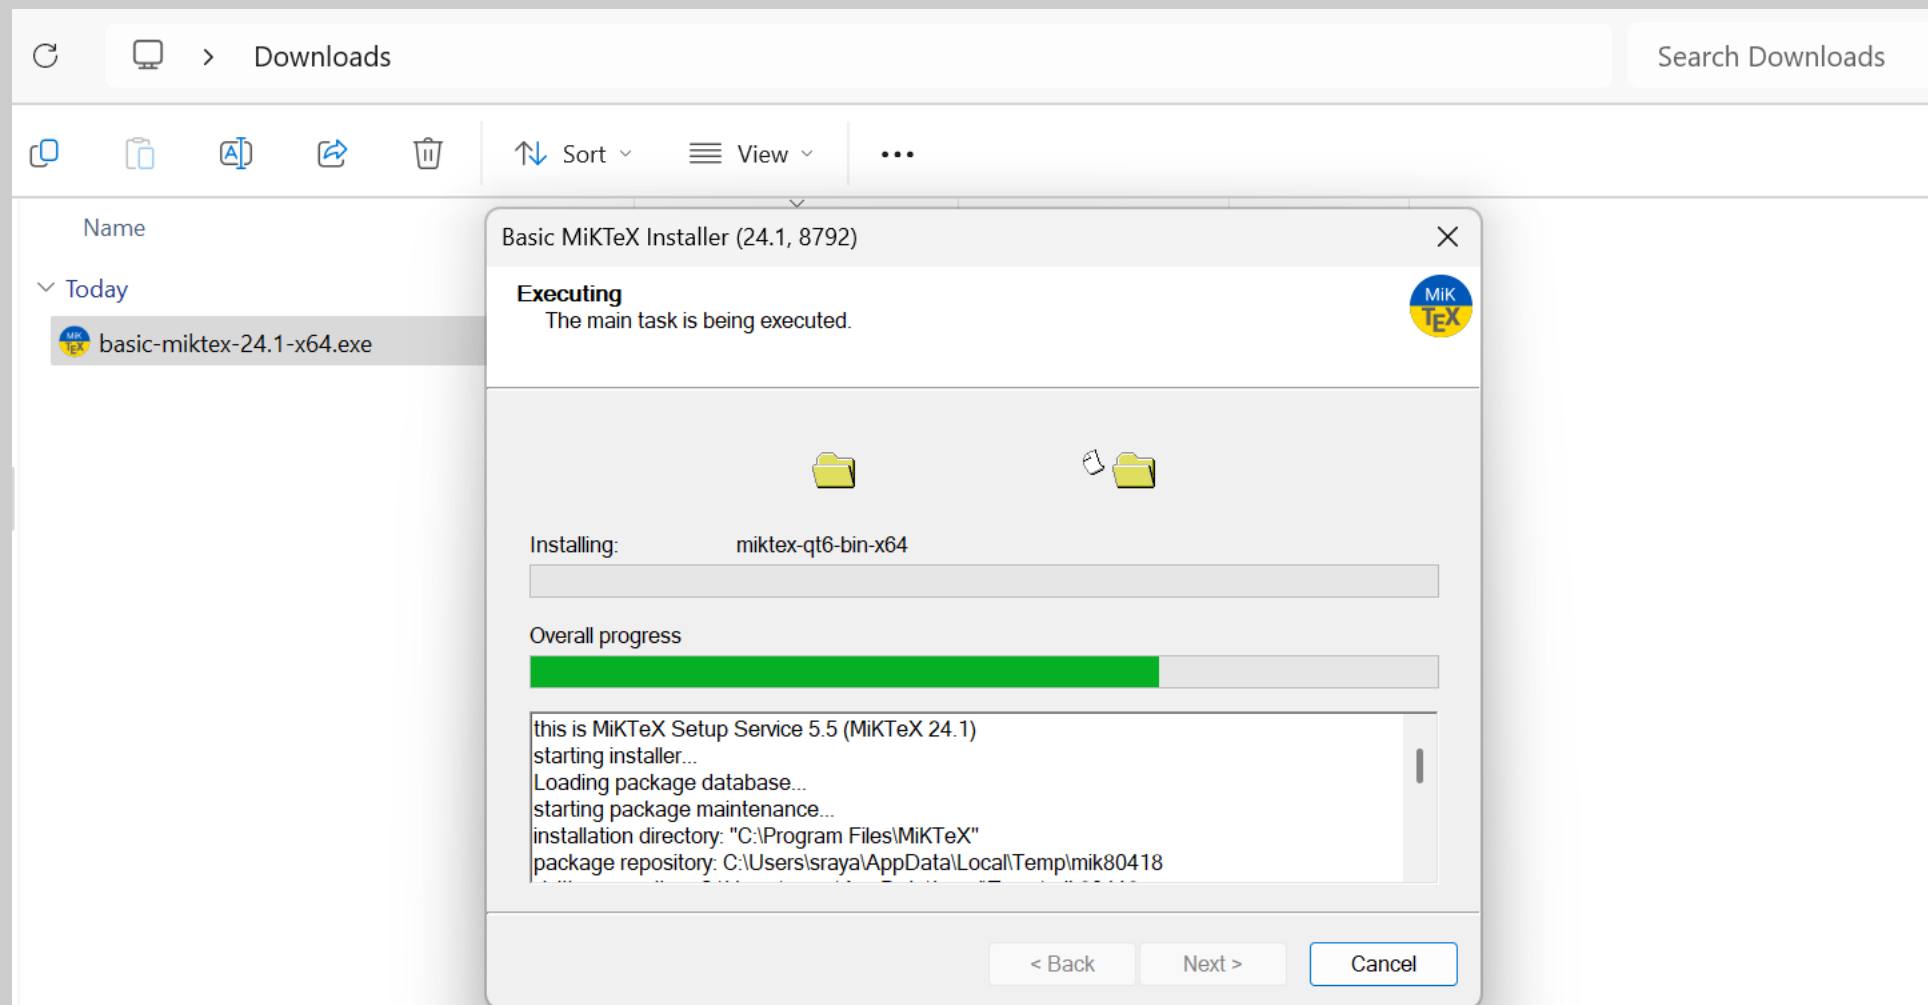 Downloads
Search Downloads
Sort
View
Name
Today
basic-miktex-24.1-x64.exe
Basic MiKTeX Installer (24.1, 8792)
Executing
The main task is being executed.
MiK
TEX
Installing: miktex-qt6-bin-x64
Overall progress
this is MiKTeX Setup Service 5.5 (MiKTeX 24.1)
starting installer...
Loading package database...
starting package maintenance...
installation directory: "C:\Program Files\MiKTeX"
package repository: C:\Users\sraya\AppData\Local\Temp\mik80418
< Back
Next >
Cancel